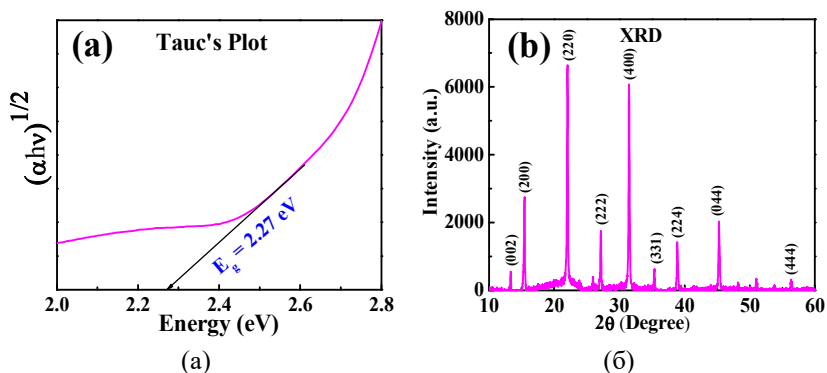 (a)
Tauc's Plot
(αhν)1/2
Eg= 2.27 eV
2.0 2.2 2.4 2.6 2.8
Energy (eV)
(а)
(b)
XRD
8000
6000
4000
2000
0
Intensity (a.u.)
(002)
(200)
(220)
(222)
(400)
(331)
(224)
(044)
(444)
10 20 30 40 50 60
2θ (Degree)
(б)